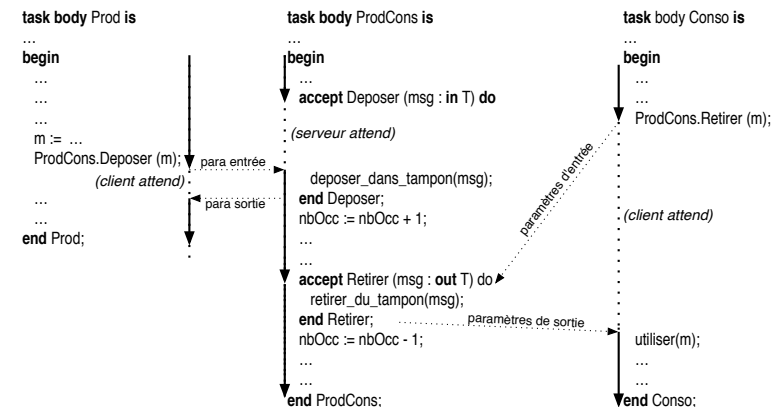 task body Prod is
...
begin
...
...
...
m := ...
ProdCons.Deposer (m);
(client attend)
...
...
end Prod;
para entrée
para sortie
task body ProdCons is
...
begin
...
accept Deposer (msg : in T) do
(serveur attend)
deposer_dans_tampon(msg);
end Deposer;
nbOcc := nbOcc + 1;
...
...
accept Retirer (msg : out T) do
retirer_du_tampon(msg);
end Retirer;
nbOcc := nbOcc - 1;
...
...
end ProdCons;
paramètres d'entrée
paramètres de sortie
task body Conso is
...
begin
...
...
ProdCons.Retirer (m);
(client attend)
utiliser(m);
...
...
end Conso;